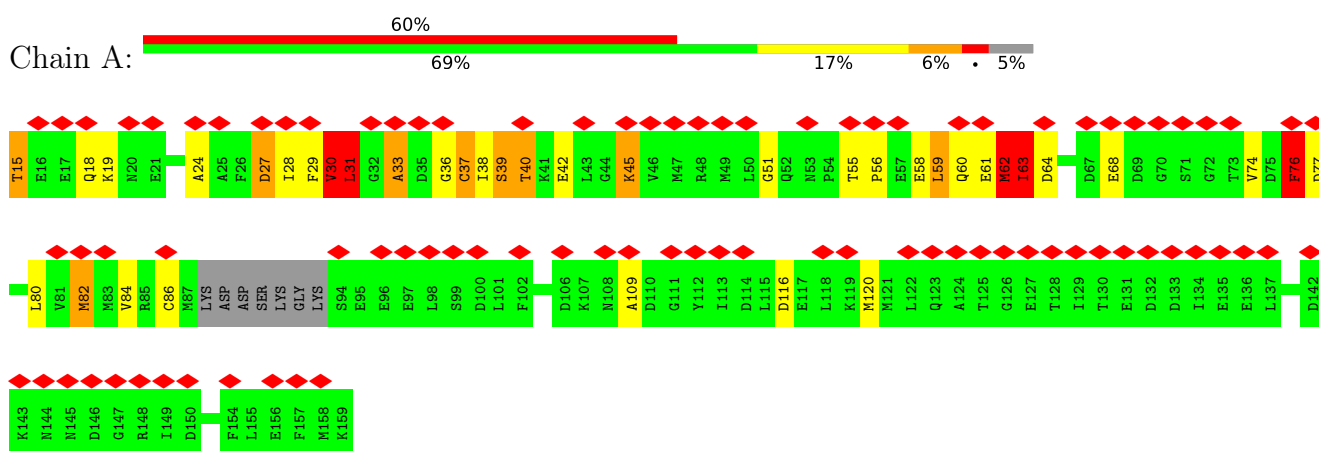 60%
Chain A:
69% 17% 6% • 5%
T15 E16 E17 Q18 K19 N20 E21 A24 A25 F26 D27 I28 F29 V30 L31 G32 A33 D35 G36 C37 I38 S39 T40 K41 E42 L43 G44 K45 V46 M47 R48 M49 L50 G51 Q52 N53 P54 T55 P56 E57 E58 L59 Q60 E61 M62 I63 D64 D67 E68 D69 G70 S71 G72 T73 V74 D75 F76 D77
L80 V81 M82 M83 V84 R85 C86 M87 LYS ASP ASP SER LYS GLY LYS S94 E95 E96 E97 L98 S99 D100 L101 F102 D106 K107 N108 A109 D110 G111 Y112 I113 D114 L115 D116 E117 L118 K119 M120 M121 L122 Q123 A124 T125 G126 E127 T128 I129 T130 E131 D132 D133 I134 E135 E136 L137 D142
K143 N144 N145 D146 G147 R148 I149 D150 F154 L155 E156 F157 M158 K159